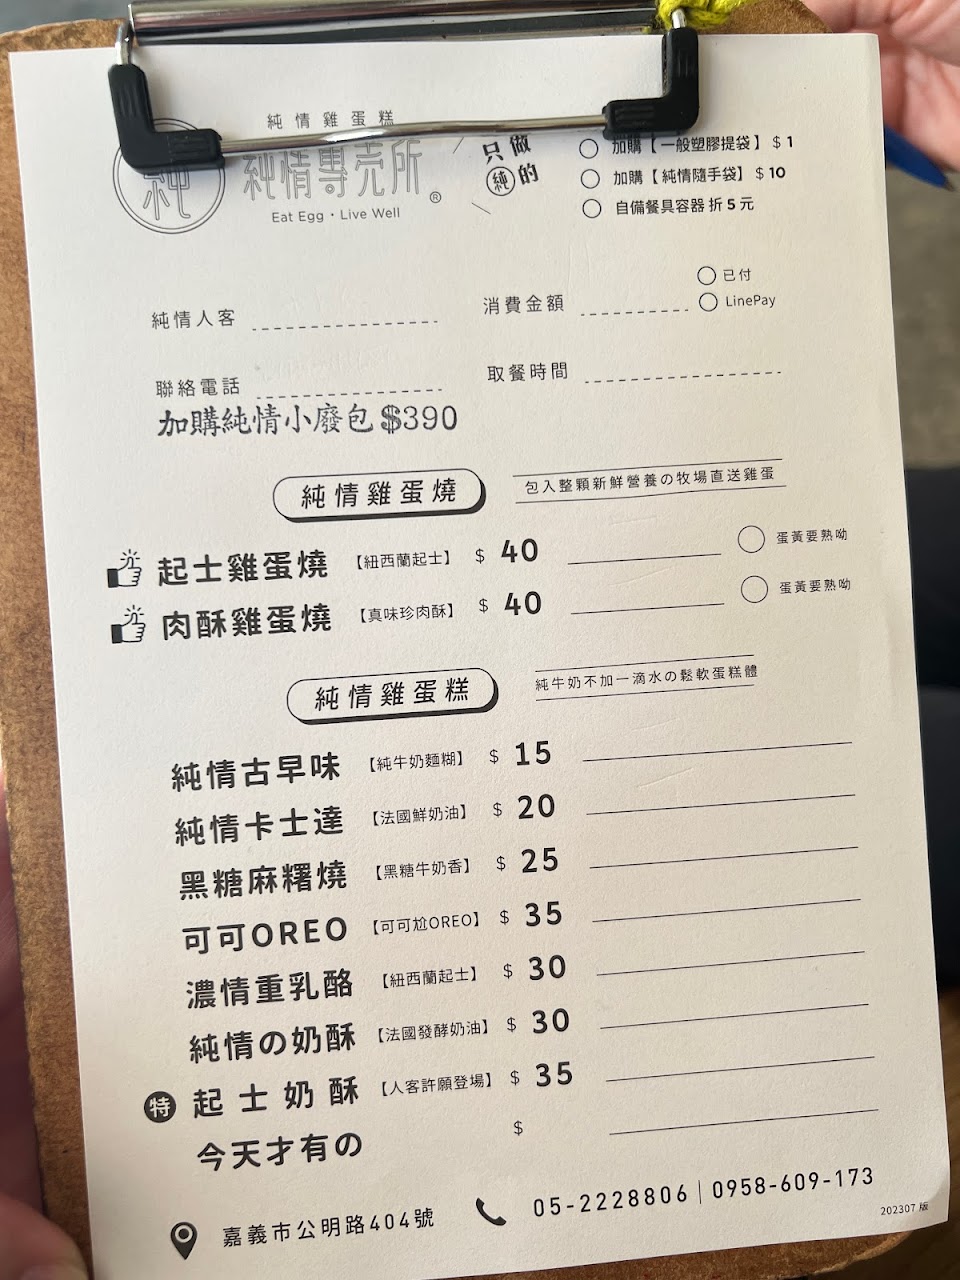 純情雞蛋糕
純
純情專売所®
Eat Egg・Live Well
只做
純的
加購【一般塑膠提袋】$1
加購【純情隨手袋】$10
自備餐具容器 折5元
純情人客
消費金額
已付
LinePay
聯絡電話
取餐時間
加購純情小廢包$390
純情雞蛋燒
包入整顆新鮮營養の牧場直送雞蛋
起士雞蛋燒【紐西蘭起士】$ 40 蛋黃要熟呦
肉酥雞蛋燒【真味珍肉酥】$ 40 蛋黃要熟呦
純情雞蛋糕
純牛奶不加一滴水の鬆軟蛋糕體
純情古早味【純牛奶麵糊】$ 15
純情卡士達【法國鮮奶油】$ 20
黑糖麻糬燒【黑糖牛奶香】$ 25
可可OREO【可可尬OREO】$ 35
濃情重乳酪【紐西蘭起士】$ 30
純情の奶酥【法國發酵奶油】$ 30
特 起士奶酥【人客許願登場】$ 35
今天才有の $
嘉義市公明路404號
05-2228806｜0958-609-173
202307 版